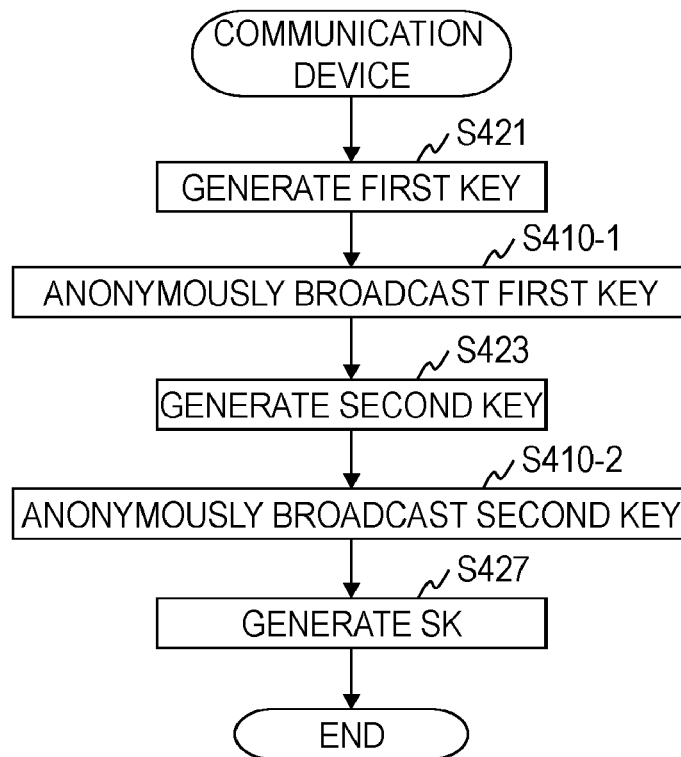 COMMUNICATION
DEVICE
S421
GENERATE FIRST KEY
S410-1
ANONYMOUSLY BROADCAST FIRST KEY
S423
GENERATE SECOND KEY
S410-2
ANONYMOUSLY BROADCAST SECOND KEY
S427
GENERATE SK
END